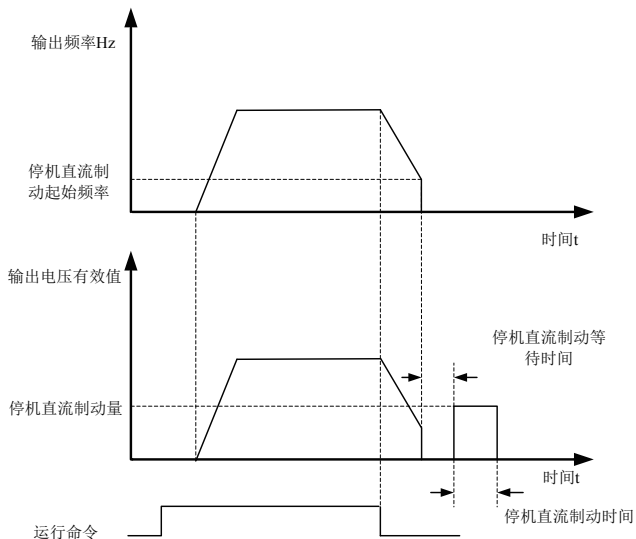 输出频率Hz
停机直流制
动起始频率
时间t
输出电压有效值
停机直流制动等
待时间
停机直流制动量
时间t
停机直流制动时间
运行命令